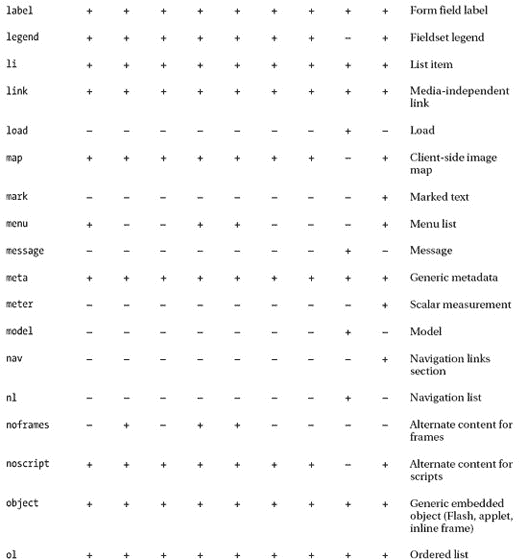 label + + + + + + + + + Form field label
legend + + + + + + + – + Fieldset legend
li + + + + + + + + + List item
link + + + + + + + + + Media-independent
link
load – – – – – – – + – Load
map + + + + + + + – + Client-side image
map
mark – – – – – – – – + Marked text
menu + – – + + – – – + Menu list
message – – – – – – – + – Message
meta + + + + + + + + + Generic metadata
meter – – – – – – – – + Scalar measurement
model – – – – – – – + – Model
nav – – – – – – – – + Navigation links
section
nl – – – – – – – + – Navigation list
noframes – + – + + – – – – Alternate content for
frames
noscript + + + + + + + – + Alternate content for
scripts
object + + + + + + + + + Generic embedded
object (Flash, applet,
inline frame)
ol + + + + + + + + + Ordered list